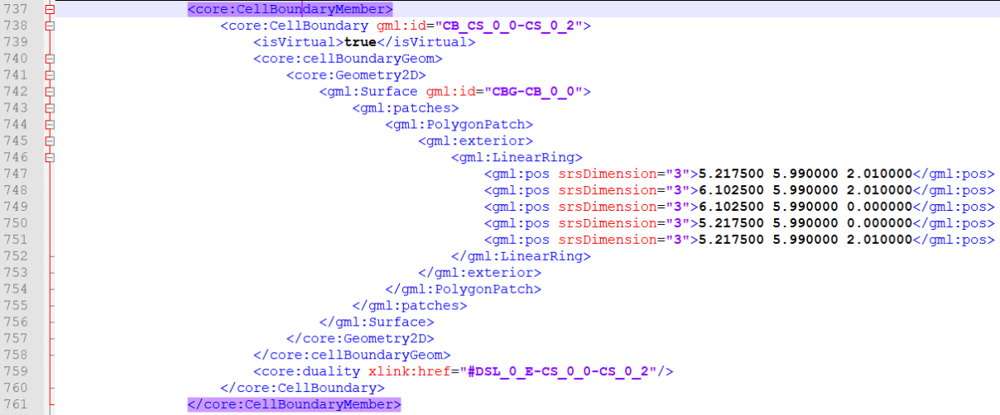 737 <core:CellBoundaryMember>
738 <core:CellBoundary gml:id="CB_CS_0_0-CS_0_2">
739 <isVirtual>true</isVirtual>
740 <core:cellBoundaryGeom>
741 <core:Geometry2D>
742 <gml:Surface gml:id="CBG-CB_0_0">
743 <gml:patches>
744 <gml:PolygonPatch>
745 <gml:exterior>
746 <gml:LinearRing>
747 <gml:pos srsDimension="3">5.217500 5.990000 2.010000</gml:pos>
748 <gml:pos srsDimension="3">6.102500 5.990000 2.010000</gml:pos>
749 <gml:pos srsDimension="3">6.102500 5.990000 0.000000</gml:pos>
750 <gml:pos srsDimension="3">5.217500 5.990000 0.000000</gml:pos>
751 <gml:pos srsDimension="3">5.217500 5.990000 2.010000</gml:pos>
752 </gml:LinearRing>
753 </gml:exterior>
754 </gml:PolygonPatch>
755 </gml:patches>
756 </gml:Surface>
757 </core:Geometry2D>
758 </core:cellBoundaryGeom>
759 <core:duality xlink:href="#DSL_0_E-CS_0_0-CS_0_2"/>
760 </core:CellBoundary>
761 </core:CellBoundaryMember>